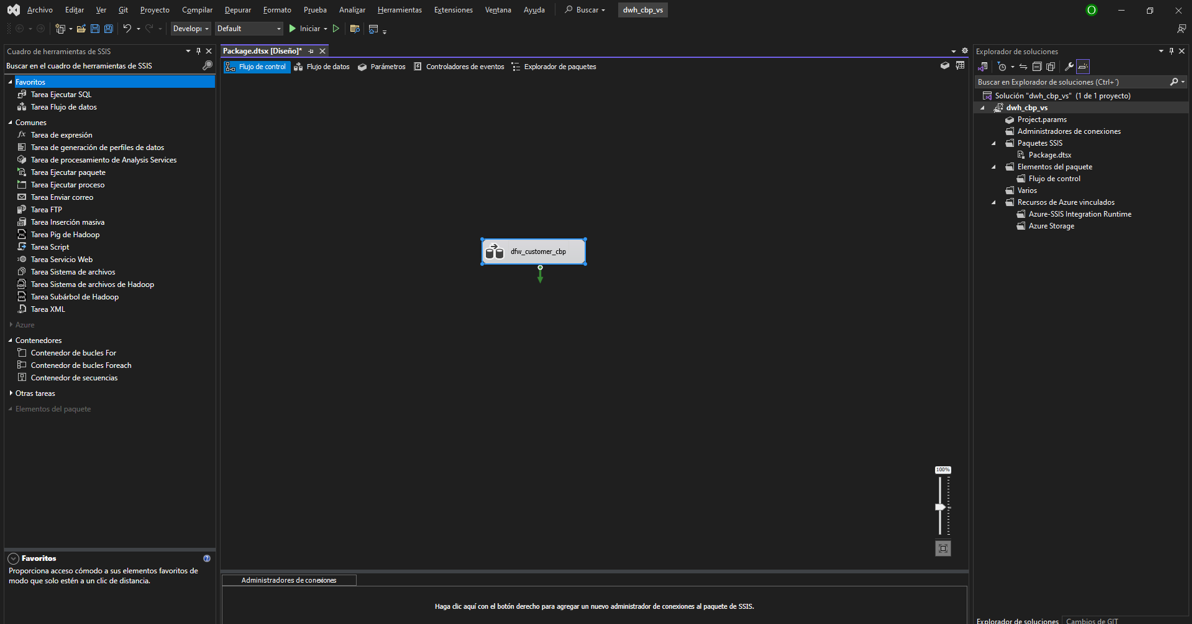 Archivo Editar Ver Git Proyecto Compilar Depurar Formato Prueba Analizar Herramientas Extensiones Ventana Ayuda Buscar dwh_cbp_vs O
Develop Default Iniciar
Cuadro de herramientas de SSIS
Buscar en el cuadro de herramientas de SSIS
Favoritos
Tarea Ejecutar SQL
Tarea Flujo de datos
Comunes
Tarea de expresión
Tarea de generación de perfiles de datos
Tarea de procesamiento de Analysis Services
Tarea Ejecutar paquete
Tarea Ejecutar proceso
Tarea Enviar correo
Tarea FTP
Tarea Inserción masiva
Tarea Pig de Hadoop
Tarea Script
Tarea Servicio Web
Tarea Sistema de archivos
Tarea Sistema de archivos de Hadoop
Tarea Subárbol de Hadoop
Tarea XML
Azure
Contenedores
Contenedor de bucles For
Contenedor de bucles Foreach
Contenedor de secuencias
Otras tareas
Elementos del paquete
Favoritos
Proporciona acceso cómodo a sus elementos favoritos de
modo que solo estén a un clic de distancia.
Package.dtsx [Diseño]*
Flujo de control Flujo de datos Parámetros Controladores de eventos Explorador de paquetes
dfw_customer_cbp
100%
Administradores de conexiones
Haga clic aquí con el botón derecho para agregar un nuevo administrador de conexiones al paquete de SSIS.
Explorador de soluciones
Buscar en Explorador de soluciones (Ctrl+´)
Solución "dwh_cbp_vs" (1 de 1 proyecto)
dwh_cbp_vs
Project.params
Administradores de conexiones
Paquetes SSIS
Package.dtsx
Elementos del paquete
Flujo de control
Varios
Recursos de Azure vinculados
Azure-SSIS Integration Runtime
Azure Storage
Explorador de soluciones Cambios de GIT